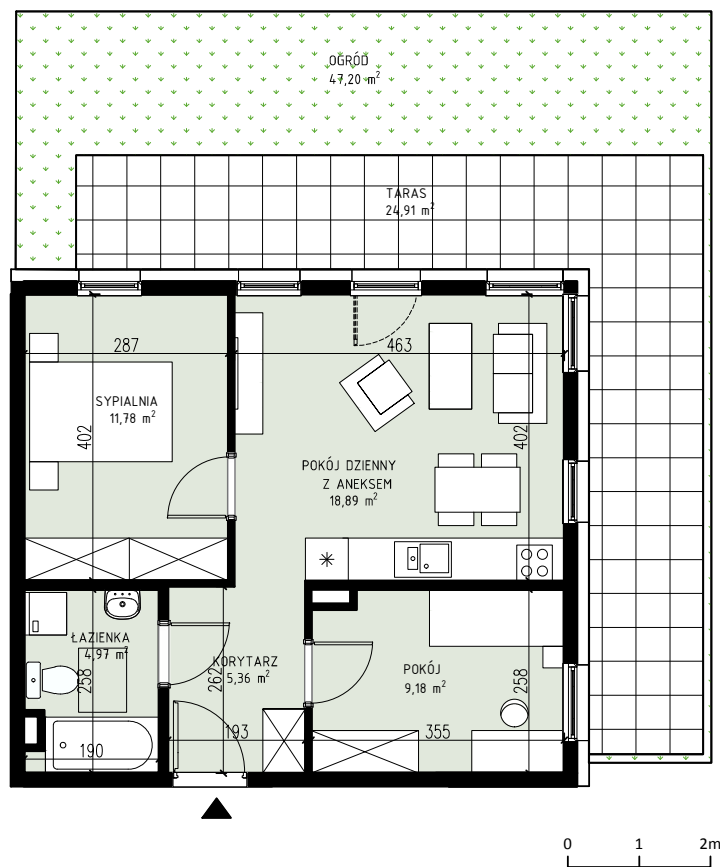 OGRÓD
47,20 m²
TARAS
24,91 m²
287
463
SYPIALNIA
11,78 m²
402
402
POKÓJ DZIENNY
Z ANEKSEM
18,89 m²
ŁAZIENKA
4,97 m²
258
KORYTARZ
5,36 m²
262
POKÓJ
9,18 m²
258
193
355
190
0 1 2m